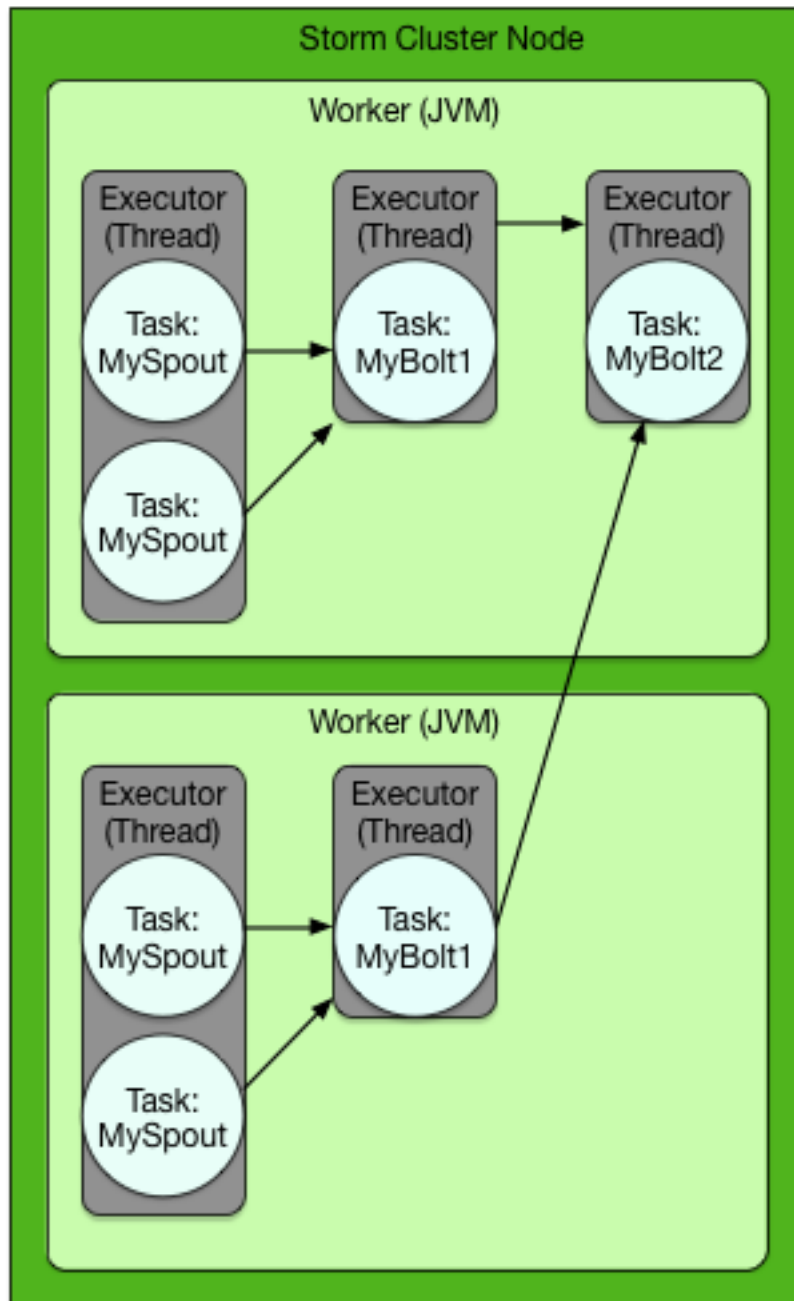 Storm Cluster Node
Worker (JVM)
Executor
(Thread)
Task:
MySpout
Task:
MySpout
Executor
(Thread)
Task:
MyBolt1
Executor
(Thread)
Task:
MyBolt2
Worker (JVM)
Executor
(Thread)
Task:
MySpout
Task:
MySpout
Executor
(Thread)
Task:
MyBolt1